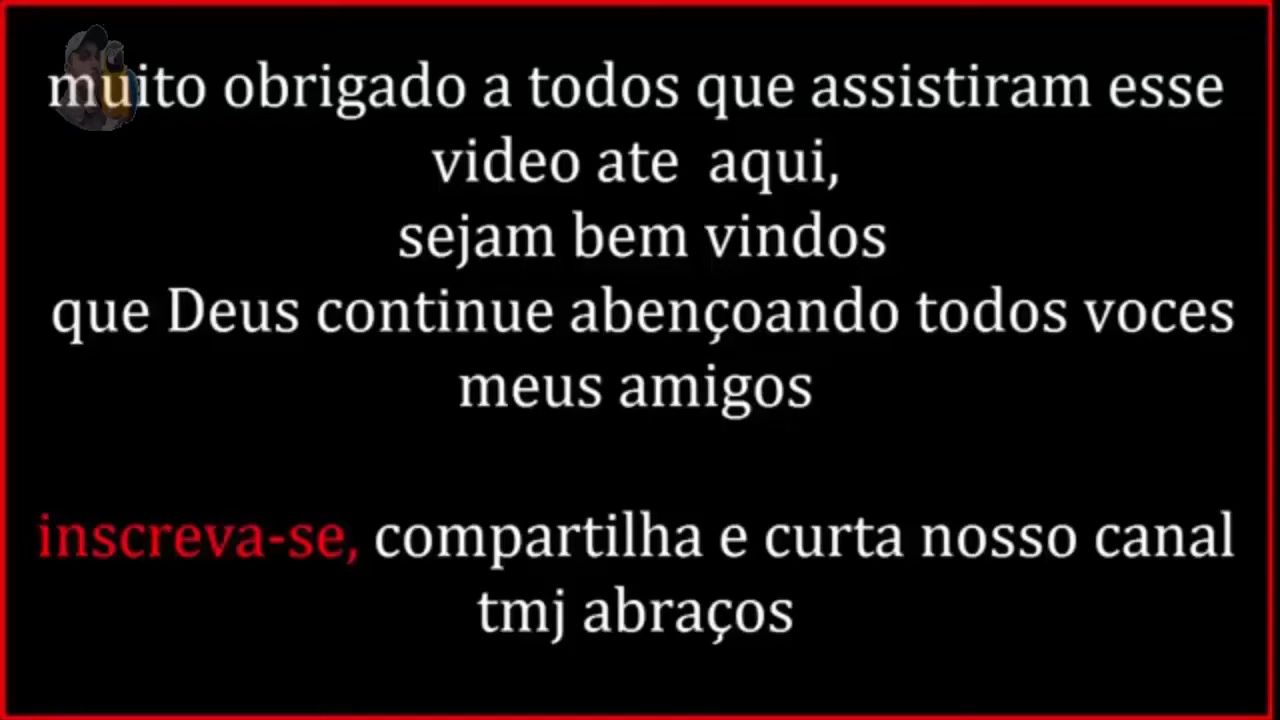 muito obrigado a todos que assistiram esse
video ate aqui,
sejam bem vindos
que Deus continue abençoando todos voces
meus amigos
inscreva-se, compartilha e curta nosso canal
tmj abraços